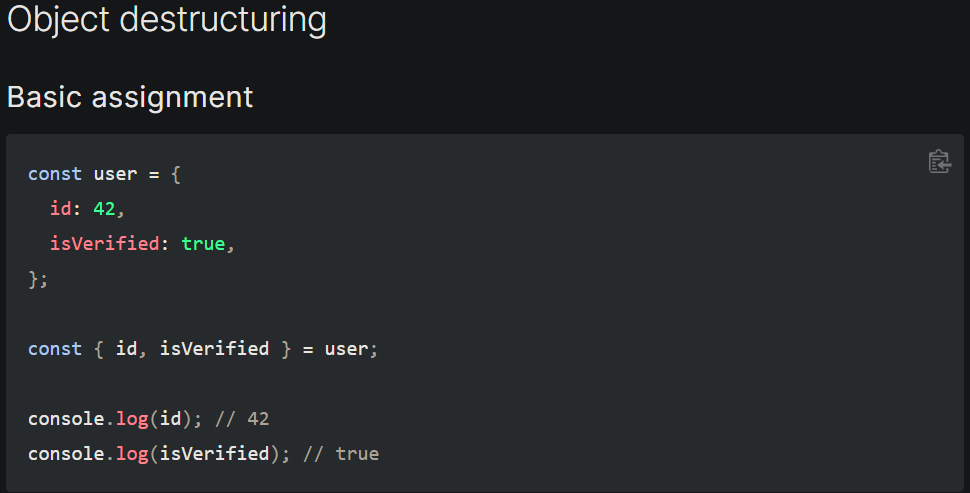 Object destructuring
Basic assignment
const user = {
  id: 42,
  isVerified: true,
};
const { id, isVerified } = user;
console.log(id); // 42
console.log(isVerified); // true